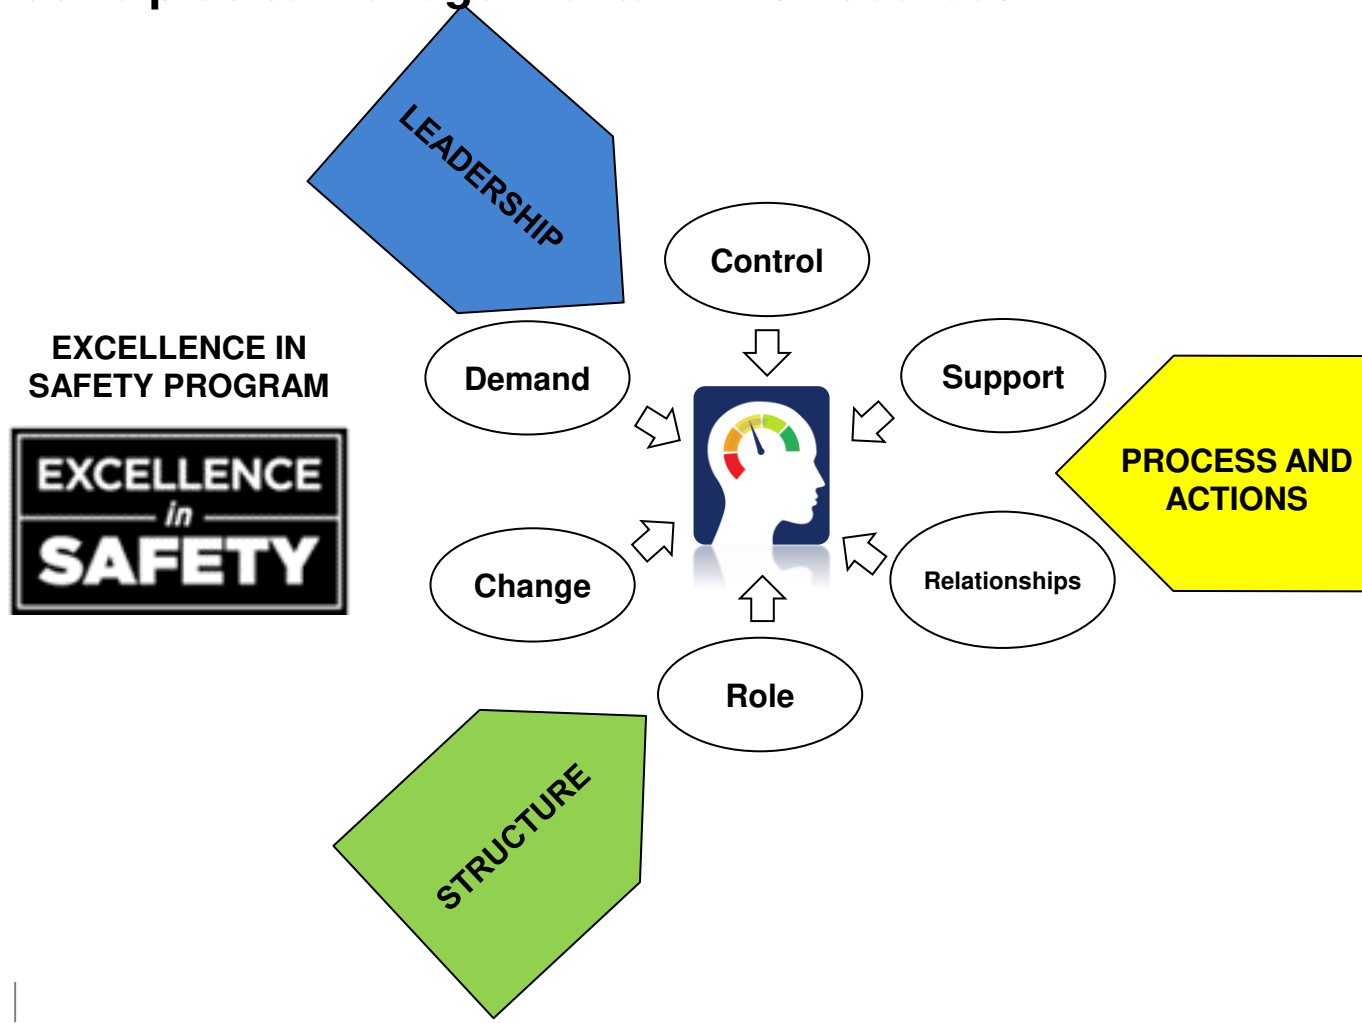 LEADERSHIP
Control
EXCELLENCE IN
SAFETY PROGRAM
Demand
Support
EXCELLENCE
in
SAFETY
PROCESS AND
ACTIONS
Change
Relationships
Role
STRUCTURE